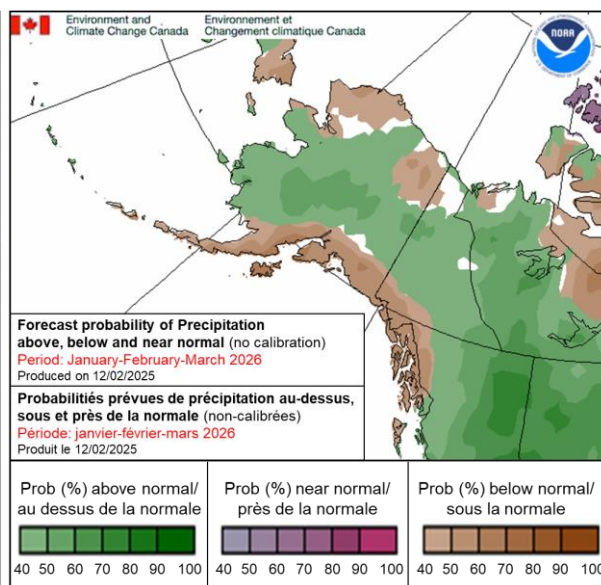 Environment and Environnement et
Climate Change Canada Changement climatique Canada
NOAA
Forecast probability of Precipitation
above, below and near normal (no calibration)
Period: January-February-March 2026
Produced on 12/02/2025
Probabilitiés prévues de précipitation au-dessus,
sous et près de la normale (non-calibrées)
Période: janvier-février-mars 2026
Produit le 12/02/2025
Prob (%) above normal/
au dessus de la normale
40 50 60 70 80 90 100
Prob (%) near normal/
près de la normale
40 50 60 70 80 90 100
Prob (%) below normal/
sous la normale
40 50 60 70 80 90 100